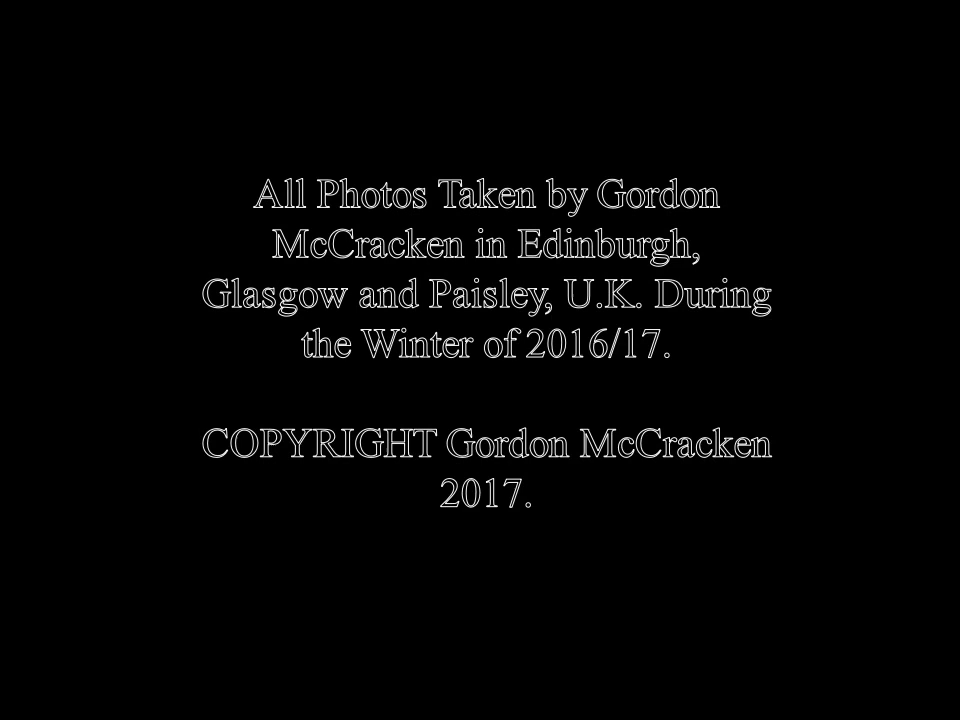 All Photos Taken by Gordon
McCracken in Edinburgh,
Glasgow and Paisley, U.K. During
the Winter of 2016/17.
COPYRIGHT Gordon McCracken
2017.